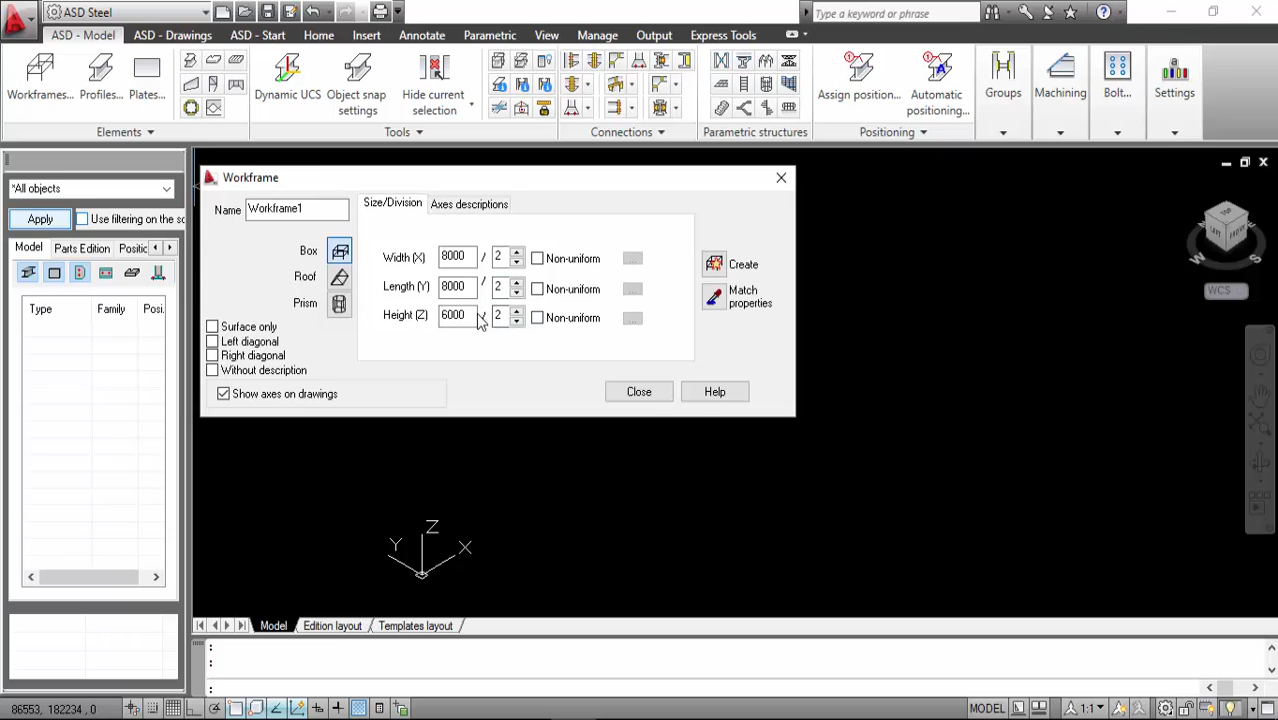 ASD Steel
Type a keyword or phrase
ASD - Model
ASD - Drawings
ASD - Start
Home
Insert
Annotate
Parametric
View
Manage
Output
Express Tools
Workframes...
Profiles...
Plates...
Dynamic UCS
Object snap settings
Hide current selection
Assign position...
Automatic positioning...
Groups
Machining
Bolt...
Settings
Elements
Tools
Connections
Parametric structures
Positioning
*All objects
Apply
Use filtering on the sc
Model
Parts Edition
Positic
Type
Family
Posi.
Workframe
Name
Workframe1
Box
Roof
Prism
Surface only
Left diagonal
Right diagonal
Without description
Show axes on drawings
Size/Division
Axes descriptions
Width (X) 8000 / 2 Non-uniform ...
Length (Y) 8000 / 2 Non-uniform ...
Height (Z) 6000 / 2 Non-uniform ...
Create
Match properties
Close
Help
TOP
LEFT
FRONT
WCS
Z
Y
X
Model
Edition layout
Templates layout
:
:
:
86553, 182234, 0
MODEL
1:1